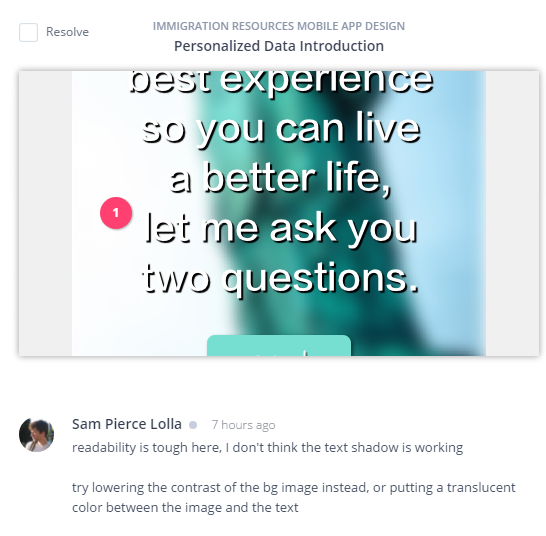 Resolve
IMMIGRATION RESOURCES MOBILE APP DESIGN
Personalized Data Introduction
best experience
so you can live
a better life,
1
let me ask you
two questions.
Sam Pierce Lolla 7 hours ago
readability is tough here, I don't think the text shadow is working
try lowering the contrast of the bg image instead, or putting a translucent
color between the image and the text